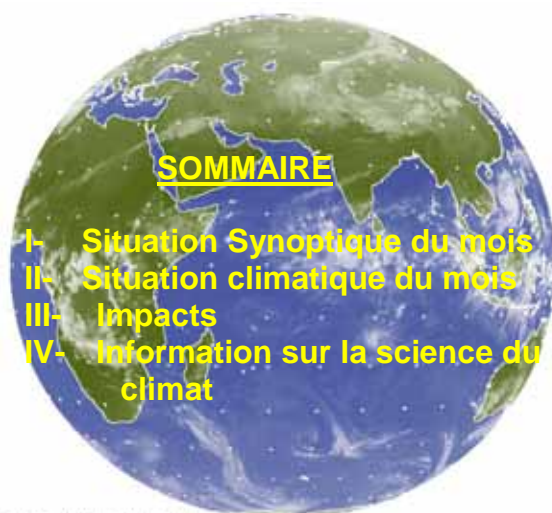 SOMMAIRE
I- Situation Synoptique du mois
II- Situation climatique du mois
III- Impacts
IV- Information sur la science du
climat